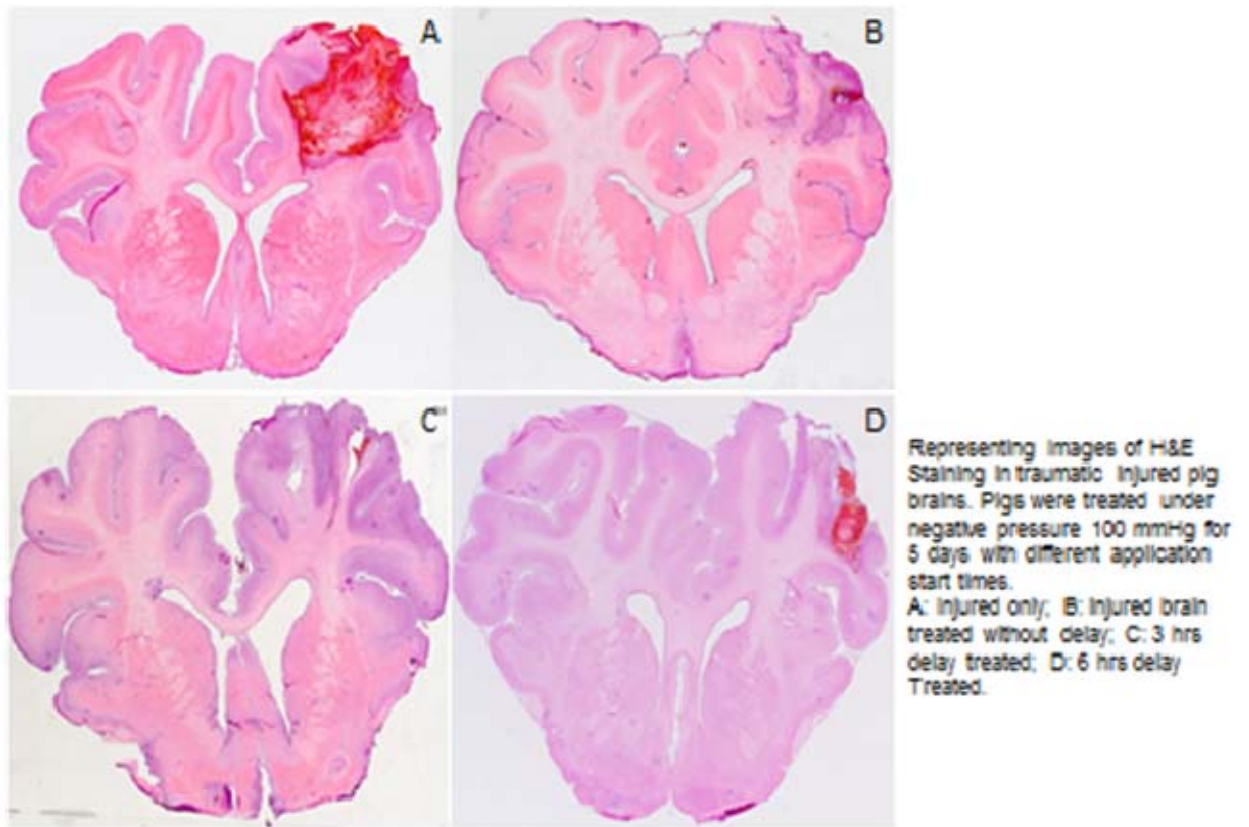 A
B
C
D
Representing images of H&E
Staining in traumatic injured pig
brains. Pigs were treated under
negative pressure 100 mmHg for
5 days with different application
start times.
A: Injured only; B: Injured brain
treated without delay; C: 3 hrs
delay treated; D: 6 hrs delay
Treated.